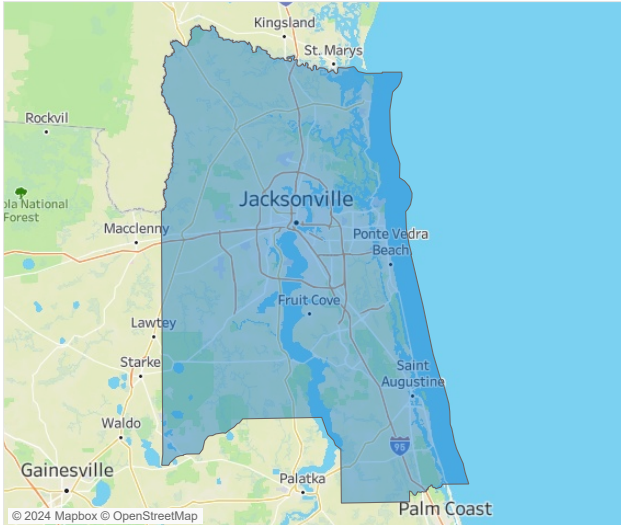 Kingsland
St. Marys
Rockvil
Jacksonville
ola National
Forest
Macclenny
Ponte Vedra
Beach
Fruit Cove
Lawtey
Starke
Saint
Augustine
Waldo
95
Gainesville
Palatka
Palm Coast
© 2024 Mapbox © OpenStreetMap